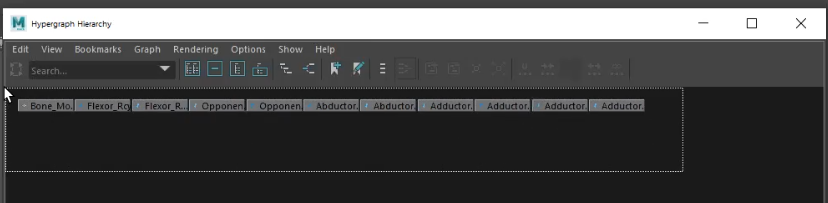 M Hypergraph Hierarchy
Edit View Bookmarks Graph Rendering Options Show Help
Search...
Bone_Mo. Flexor_Ro Flexor_R... Opponen Opponen. Abductor. Abductor. Adductor. Adductor. Adductor. Adductor.